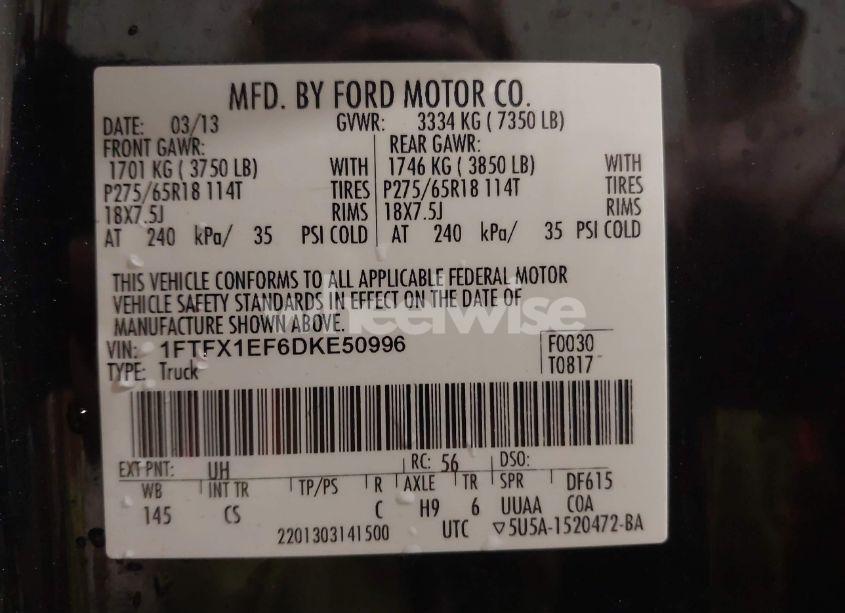 MFD. BY FORD MOTOR CO.
DATE: 03/13 GVWR: 3334 KG ( 7350 LB)
FRONT GAWR: REAR GAWR:
1701 KG ( 3750 LB) WITH 1746 KG ( 3850 LB) WITH
P275/65R18 114T TIRES P275/65R18 114T TIRES
18X7.5J RIMS 18X7.5J RIMS
AT 240 kPa/ 35 PSI COLD AT 240 kPa/ 35 PSI COLD
THIS VEHICLE CONFORMS TO ALL APPLICABLE FEDERAL MOTOR
VEHICLE SAFETY STANDARDS IN EFFECT ON THE DATE OF
MANUFACTURE SHOWN ABOVE.
wheelwise
VIN: 1FTFX1EF6DKE50996 F0030
TYPE: Truck T0817
EXT PNT: UH RC: 56 DSO:
WB INT TR TP/PS R AXLE TR SPR DF615
145 CS C H9 6 UUAA COA
2201303141500 UTC ▽5U5A-1520472-BA